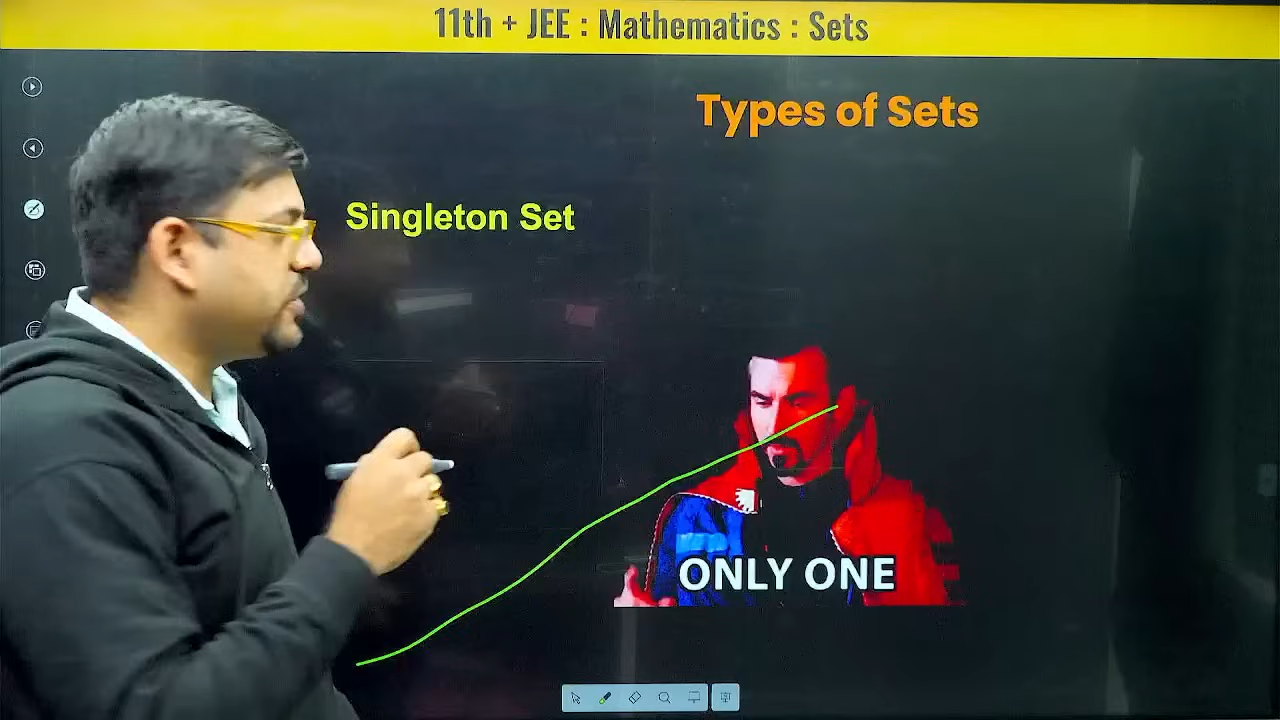 11th + JEE : Mathematics : Sets
Types of Sets
Singleton Set
ONLY ONE